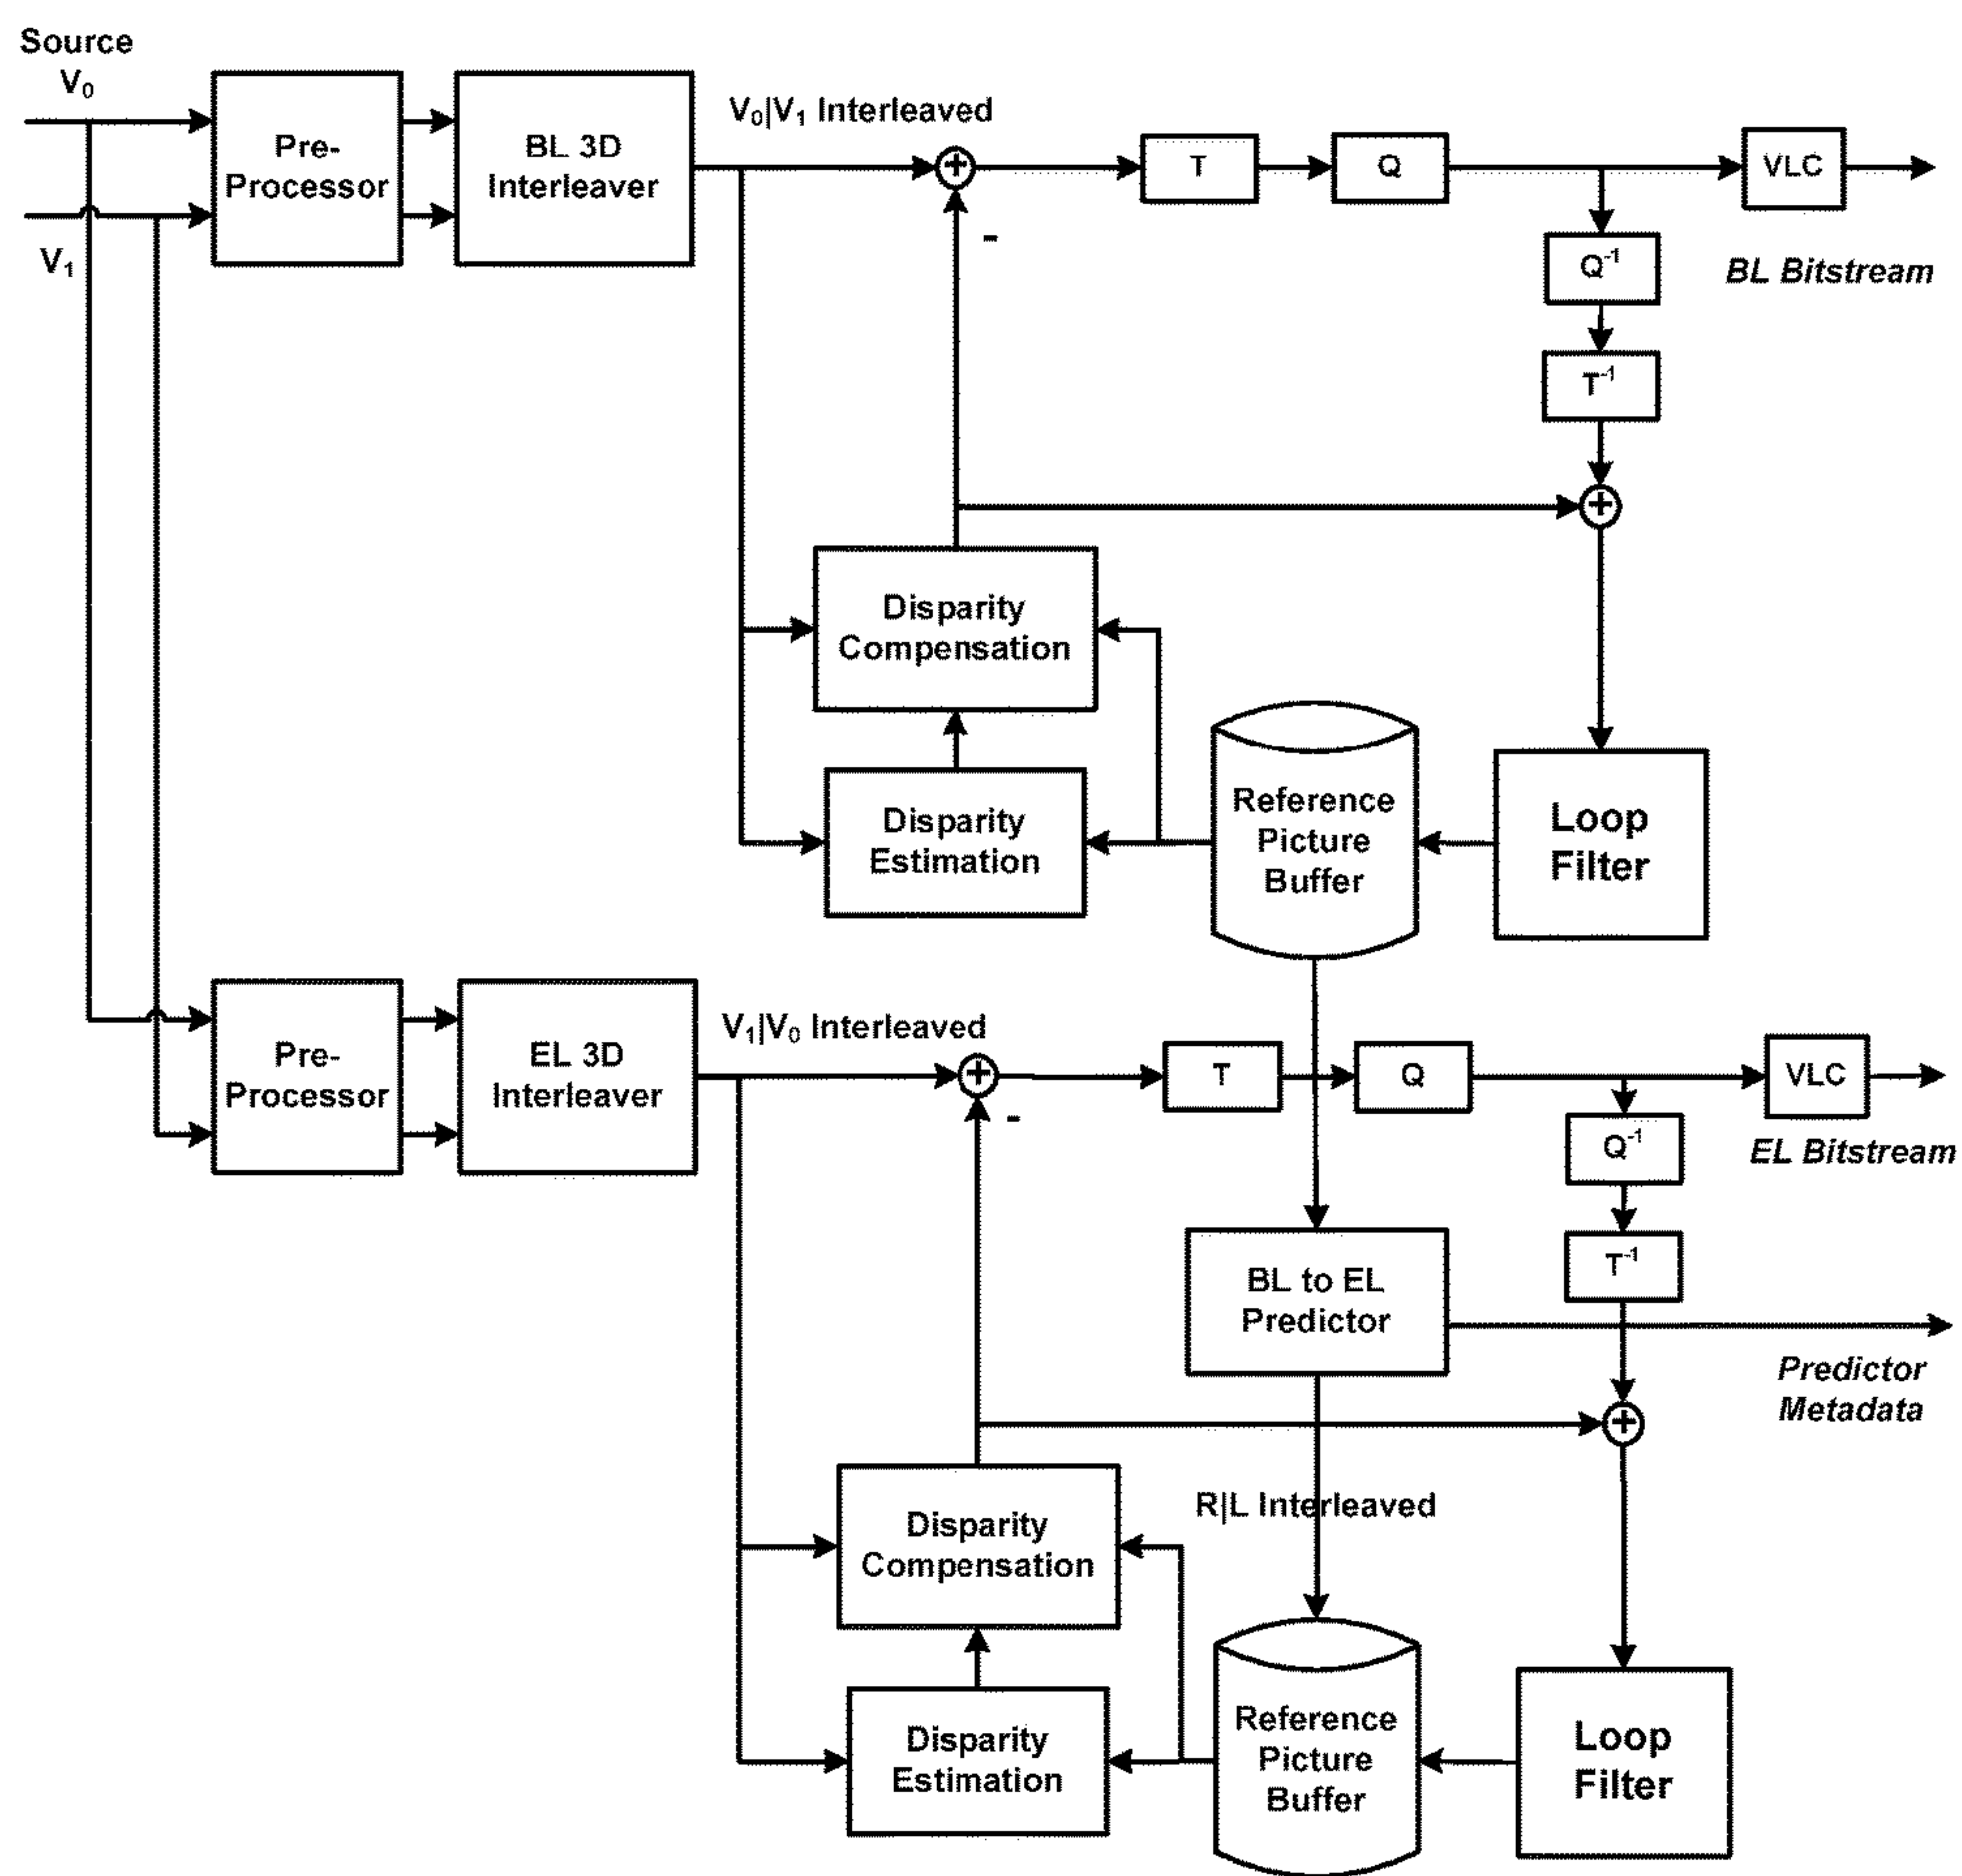 Source
V₀
V₁
Pre-
Processor
BL 3D
Interleaver
V₀|V₁ Interleaved
+
-
T
Q
VLC
BL Bitstream
Q⁻¹
T⁻¹
+
Disparity
Compensation
Disparity
Estimation
Reference
Picture
Buffer
Loop
Filter
Pre-
Processor
EL 3D
Interleaver
V₁|V₀ Interleaved
+
-
T
Q
VLC
EL Bitstream
Q⁻¹
T⁻¹
BL to EL
Predictor
Predictor
Metadata
+
R|L Interleaved
Disparity
Compensation
Disparity
Estimation
Reference
Picture
Buffer
Loop
Filter